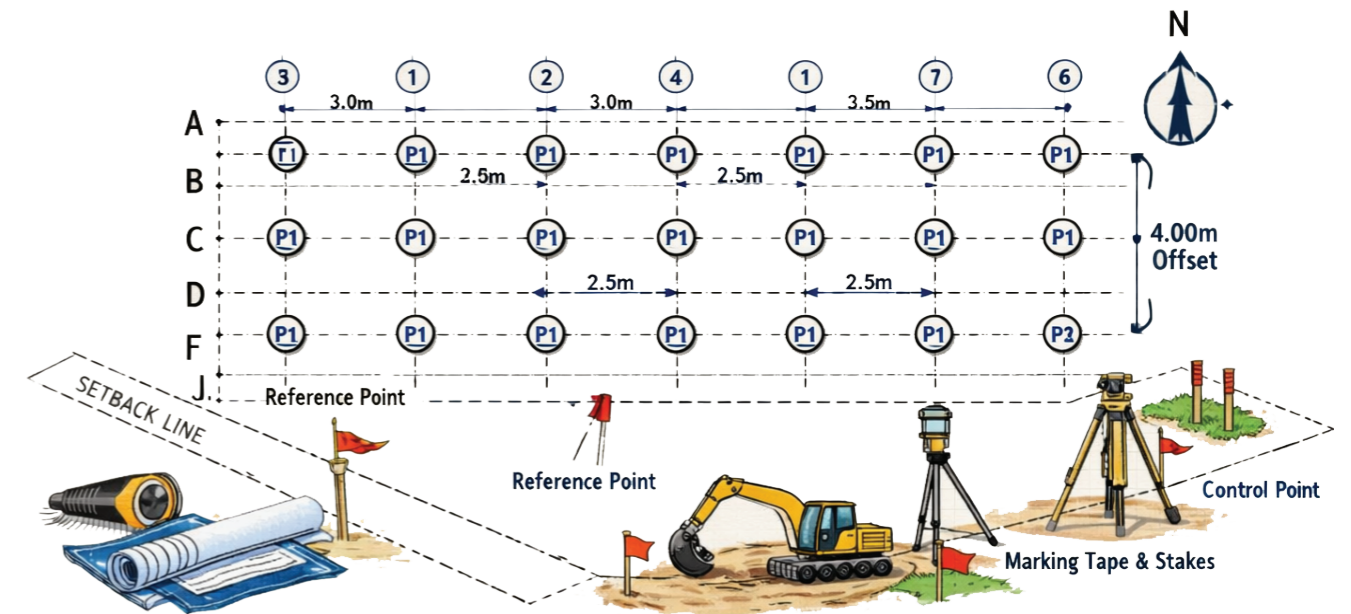 N
3 1 2 4 1 7 6
3.0m 3.0m 3.5m
A
P1 P1 P1 P1 P1 P1
B 2.5m 2.5m
C P1 P1 P1 P1 P1 P1 P1
4.00m
Offset
D 2.5m 2.5m
F P1 P1 P1 P1 P1 P1 P2
J.
SETBACK LINE
Reference Point
Reference Point
Control Point
Marking Tape & Stakes